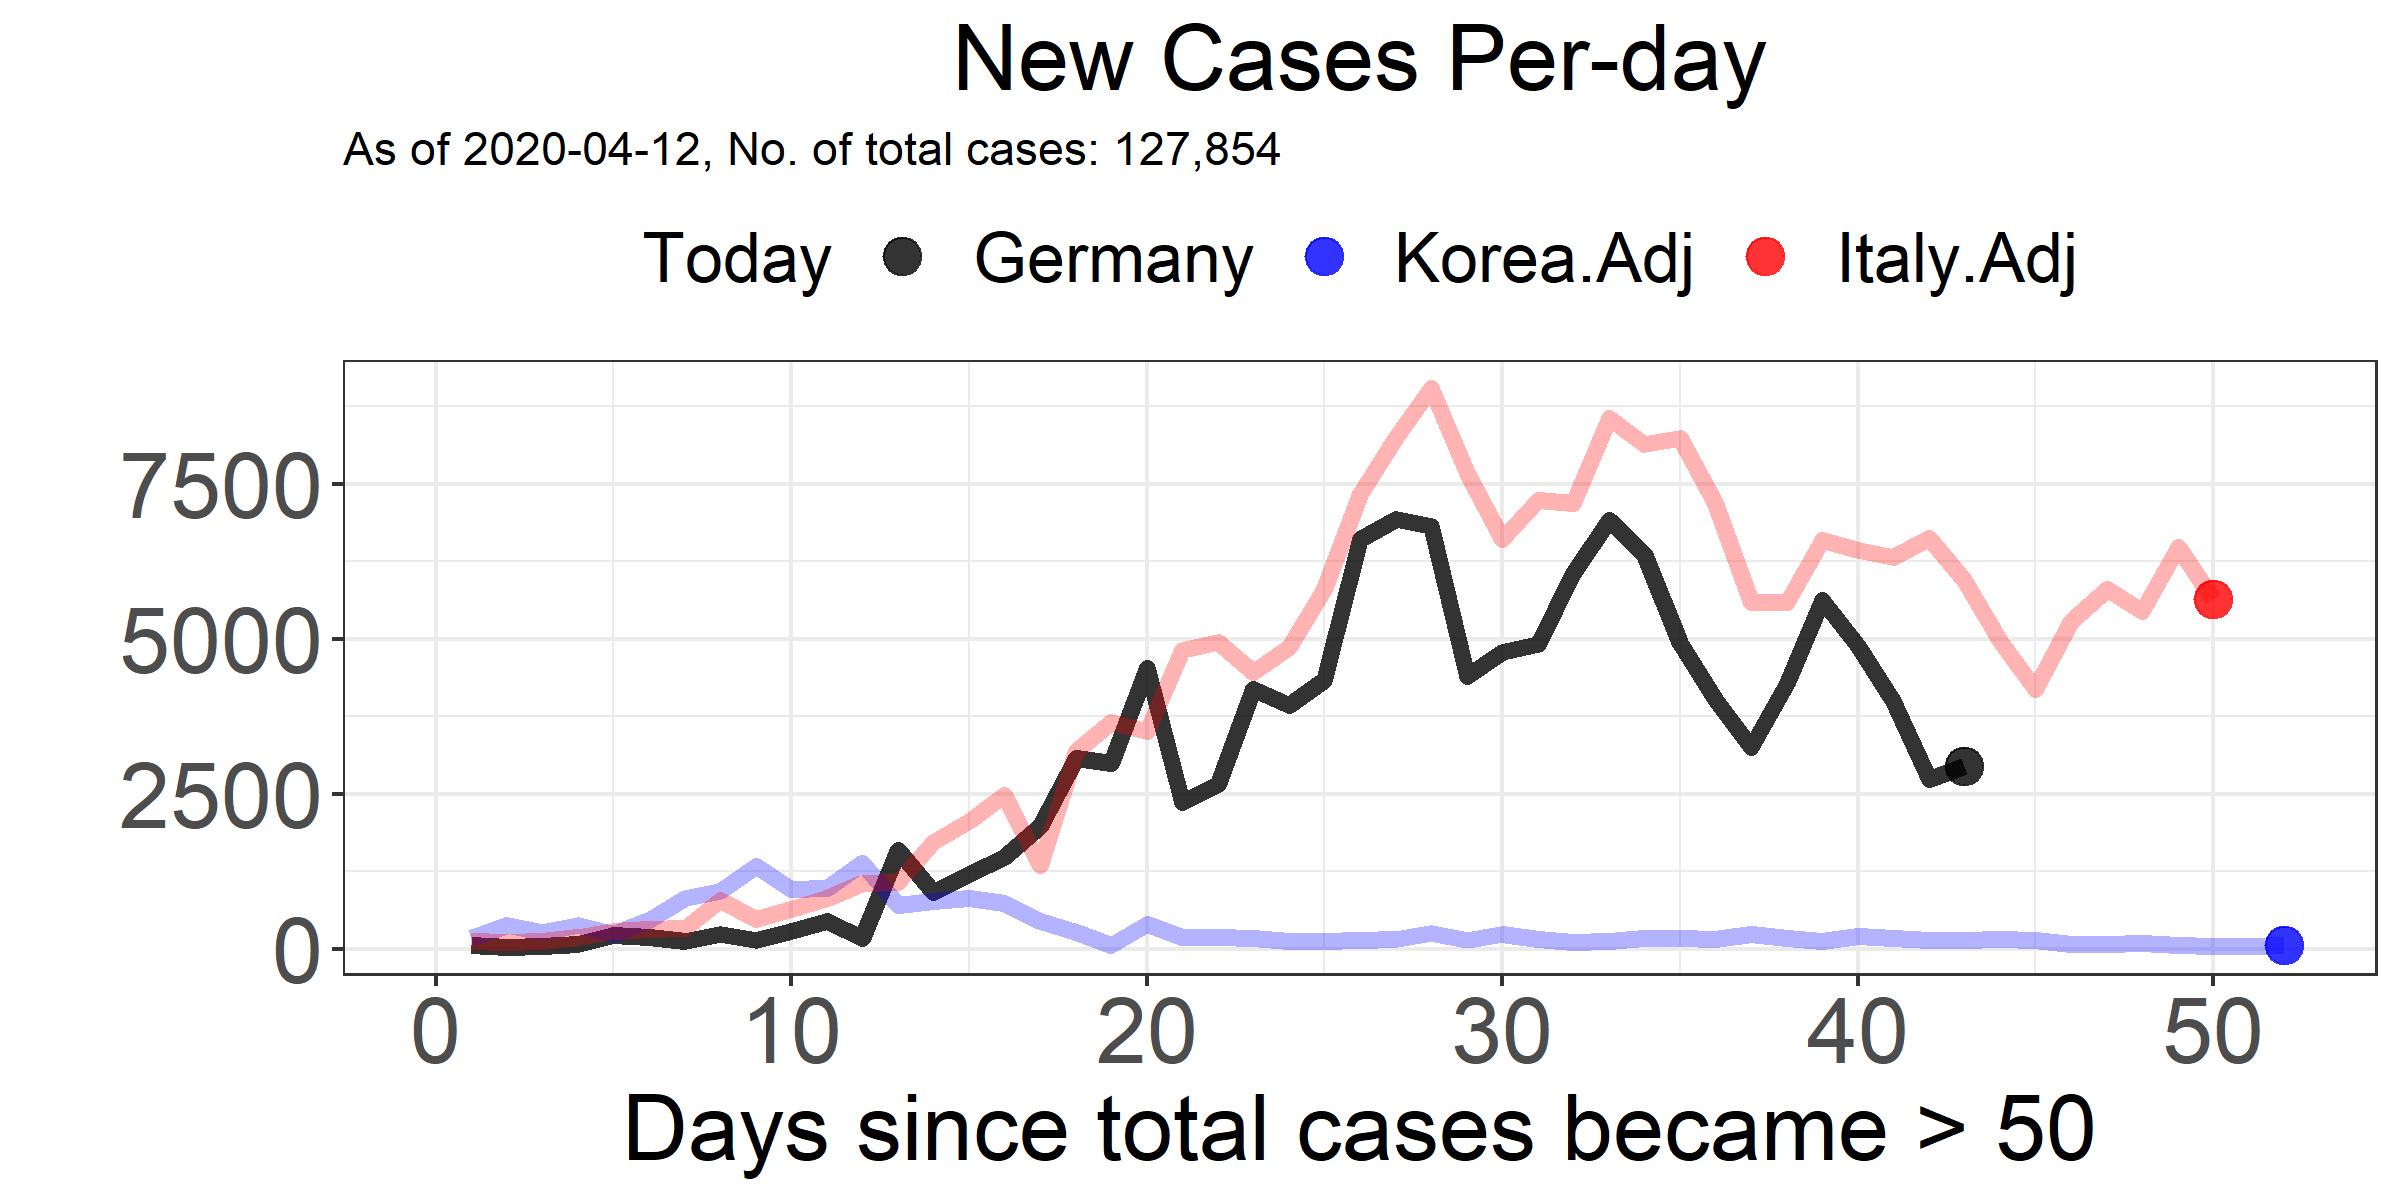 New Cases Per-day
As of 2020-04-12, No. of total cases: 127,854
Today Germany Korea.Adj Italy.Adj
7500
5000
2500
0
0 10 20 30 40 50
Days since total cases became > 50